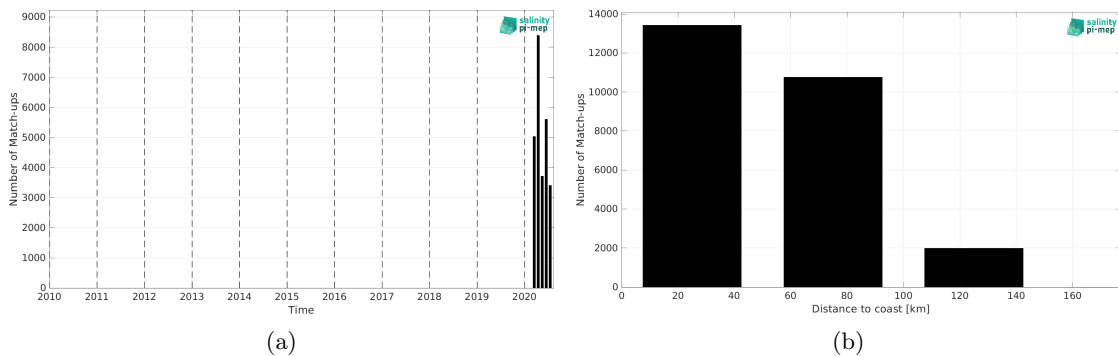 salinity
pi-mep
9000
8000
7000
6000
5000
4000
3000
2000
1000
0
Number of Match-ups
2010 2011 2012 2013 2014 2015 2016 2017 2018 2019 2020
Time
(a)
salinity
pi-mep
14000
12000
10000
8000
6000
4000
2000
0
Number of Match-ups
0 20 40 60 80 100 120 140 160
Distance to coast [km]
(b)